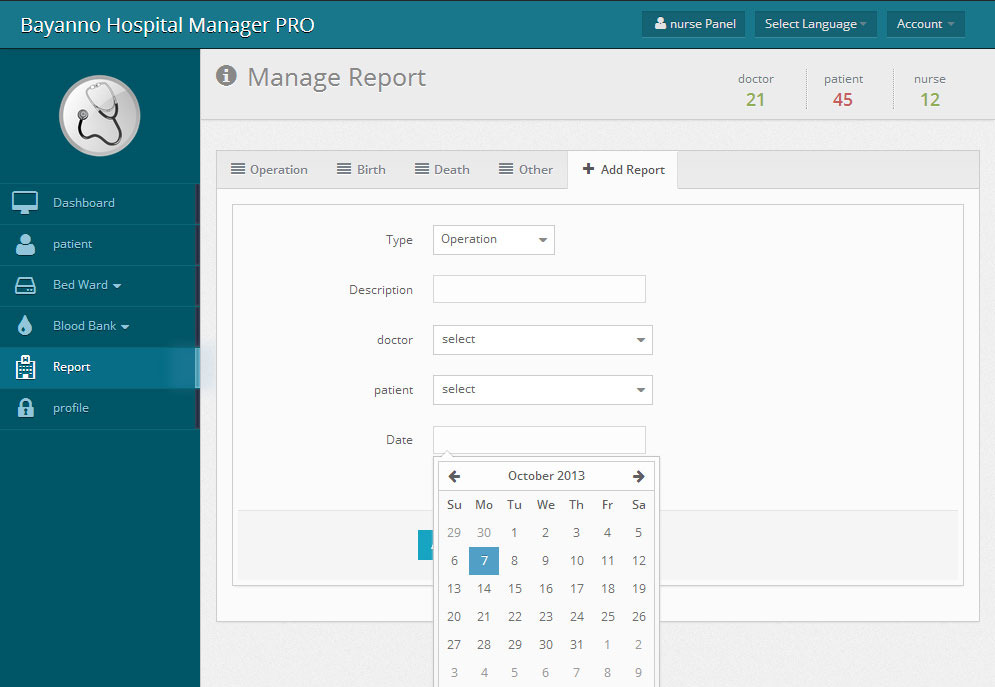 Bayanno Hospital Manager PRO
nurse Panel Select Language Account
Manage Report
doctor patient nurse
21 45 12
Operation Birth Death Other Add Report
Dashboard
patient
Bed Ward
Blood Bank
Report
profile
Type Operation
Description
doctor select
patient select
Date
October 2013
Su Mo Tu We Th Fr Sa
29 30 1 2 3 4 5
6 7 8 9 10 11 12
13 14 15 16 17 18 19
20 21 22 23 24 25 26
27 28 29 30 31 1 2
3 4 5 6 7 8 9